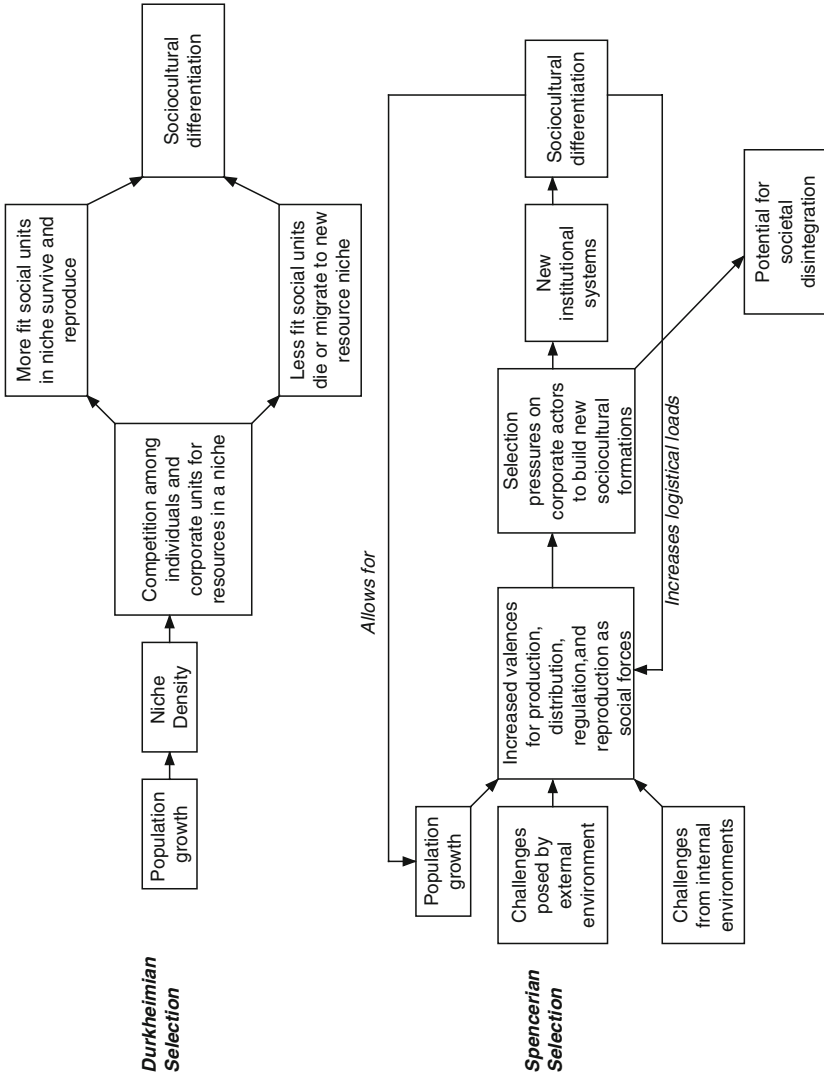 Durkheimian
Selection
Population
growth
Niche
Density
Competition among
individuals and
corporate units for
resources in a niche
More fit social units
in niche survive and
reproduce
Less fit social units
die or migrate to new
resource niche
Sociocultural
differentiation
Spencerian
Selection
Allows for
Population
growth
Challenges
posed by
external
environment
Challenges
from internal
environments
Increased valences
for production,
distribution,
regulation,and
reproduction as
social forces
Selection
pressures on
corporate actors
to build new
sociocultural
formations
New
institutional
systems
Sociocultural
differentiation
Increases logistical loads
Potential for
societal
disintegration